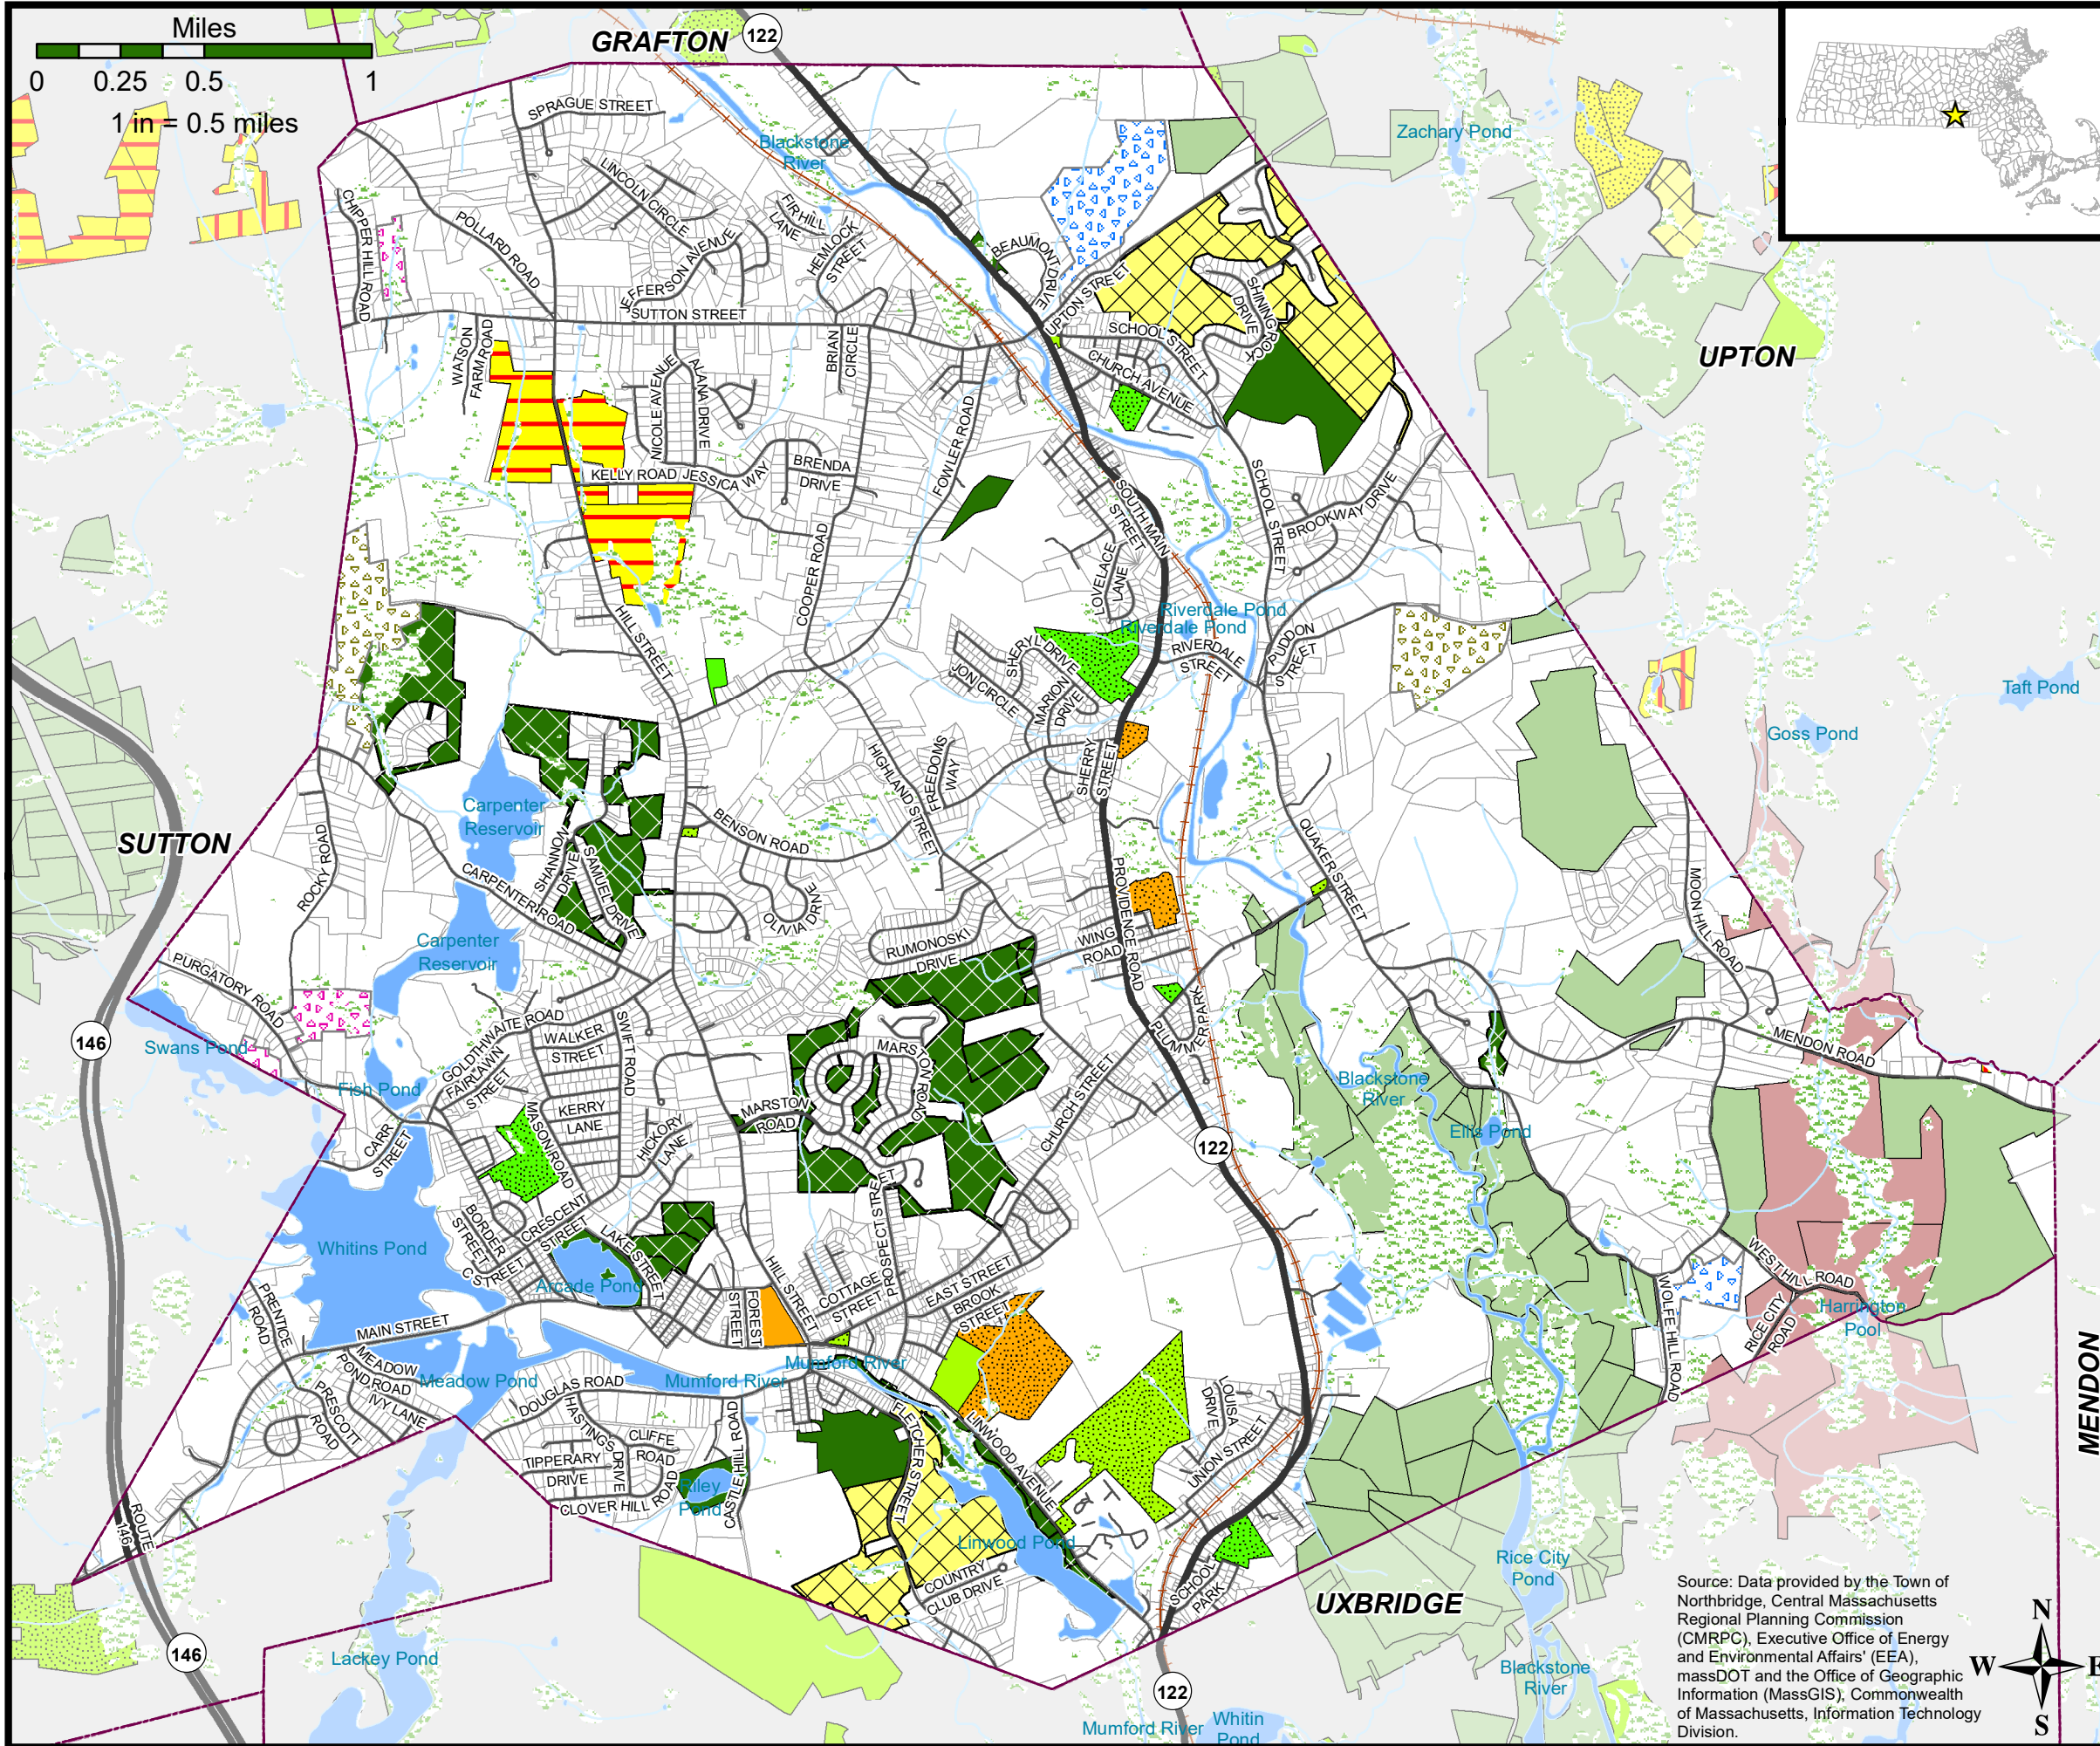 Miles
0 0.25 0.5 1
1 in = 0.5 miles
GRAFTON
122
SPRAGUE STREET
Blackstone
River
Zachary Pond
LINCOLN CIRCLE
FIR HILL
LANE
HEMLOCK
STREET
CHIPPER HILL ROAD
POLLARD ROAD
JEFFERSON AVENUE
BEAUMONT DRIVE
UPTON STREET
SUTTON STREET
SHINING ROCK
DRIVE
SCHOOL STREET
CHURCH AVENUE
UPTON
WATSON
FARM ROAD
BRIAN
CIRCLE
NICOLE AVENUE
ALANA DRIVE
FOWLER ROAD
KELLY ROAD
JESSICA WAY
BRENDA
DRIVE
SOUTH MAIN
STREET
SCHOOL STREET
BROOKWAY DRIVE
COOPER ROAD
LOVELACE
LANE
HILL STREET
Riverdale Pond
Riverdale Pond
RIVERDALE
STREET
PUDDON
STREET
SHERYL DRIVE
JON CIRCLE
MARION
DRIVE
Taft Pond
Goss Pond
HIGHLAND STREET
FREEDOMS
WAY
SHERRY
STREET
Carpenter
Reservoir
SUTTON
BENSON ROAD
ROCKY ROAD
SHANNON
DRIVE
SAMUEL DRIVE
CARPENTER ROAD
QUAKER STREET
PROVIDENCE ROAD
MOON HILL ROAD
OLIVIA DRIVE
RUMONOSKI
DRIVE
WING
ROAD
Carpenter
Reservoir
PURGATORY ROAD
146
Swans Pond
Fish Pond
GOLDTHWAITE ROAD
FAIRLAWN
STREET
WALKER
STREET
SWIFT ROAD
MARSTON ROAD
PLUMMER PARK
MENDON ROAD
MASON ROAD
KERRY
LANE
HICKORY
LANE
MARSTON
ROAD
CHURCH STREET
Blackstone
River
Ellis Pond
CARR
STREET
122
Whitins Pond
BORDER
STREET
CRESCENT
STREET
C STREET
LAKE STREET
Arcade Pond
HILL STREET
PROSPECT STREET
COTTAGE
STREET
EAST STREET
BROOK
STREET
WEST HILL ROAD
WOLFE HILL ROAD
RICE CITY
ROAD
Harrington
Pool
PRENTICE
ROAD
MAIN STREET
FOREST
STREET
Mumford River
Mumford River
MEADOW
POND ROAD
IVY LANE
PRESCOTT
ROAD
Meadow Pond
DOUGLAS ROAD
HASTINGS DRIVE
CLIFFE
ROAD
TIPPERARY
DRIVE
CLOVER HILL ROAD
CASTLE HILL ROAD
Riley
Pond
FLETCHER STREET
LINWOOD AVENUE
LOUISA
DRIVE
UNION STREET
MENDON
ROUTE
146
Linwood Pond
COUNTRY
CLUB DRIVE
SCHOOL
PARK
UXBRIDGE
Rice City
Pond
146
Lackey Pond
122
Mumford River
Whitin
Pond
Blackstone
River
Source: Data provided by the Town of
Northbridge, Central Massachusetts
Regional Planning Commission
(CMRPC), Executive Office of Energy
and Environmental Affairs' (EEA),
massDOT and the Office of Geographic
Information (MassGIS), Commonwealth
of Massachusetts, Information Technology
Division.
N
W E
S